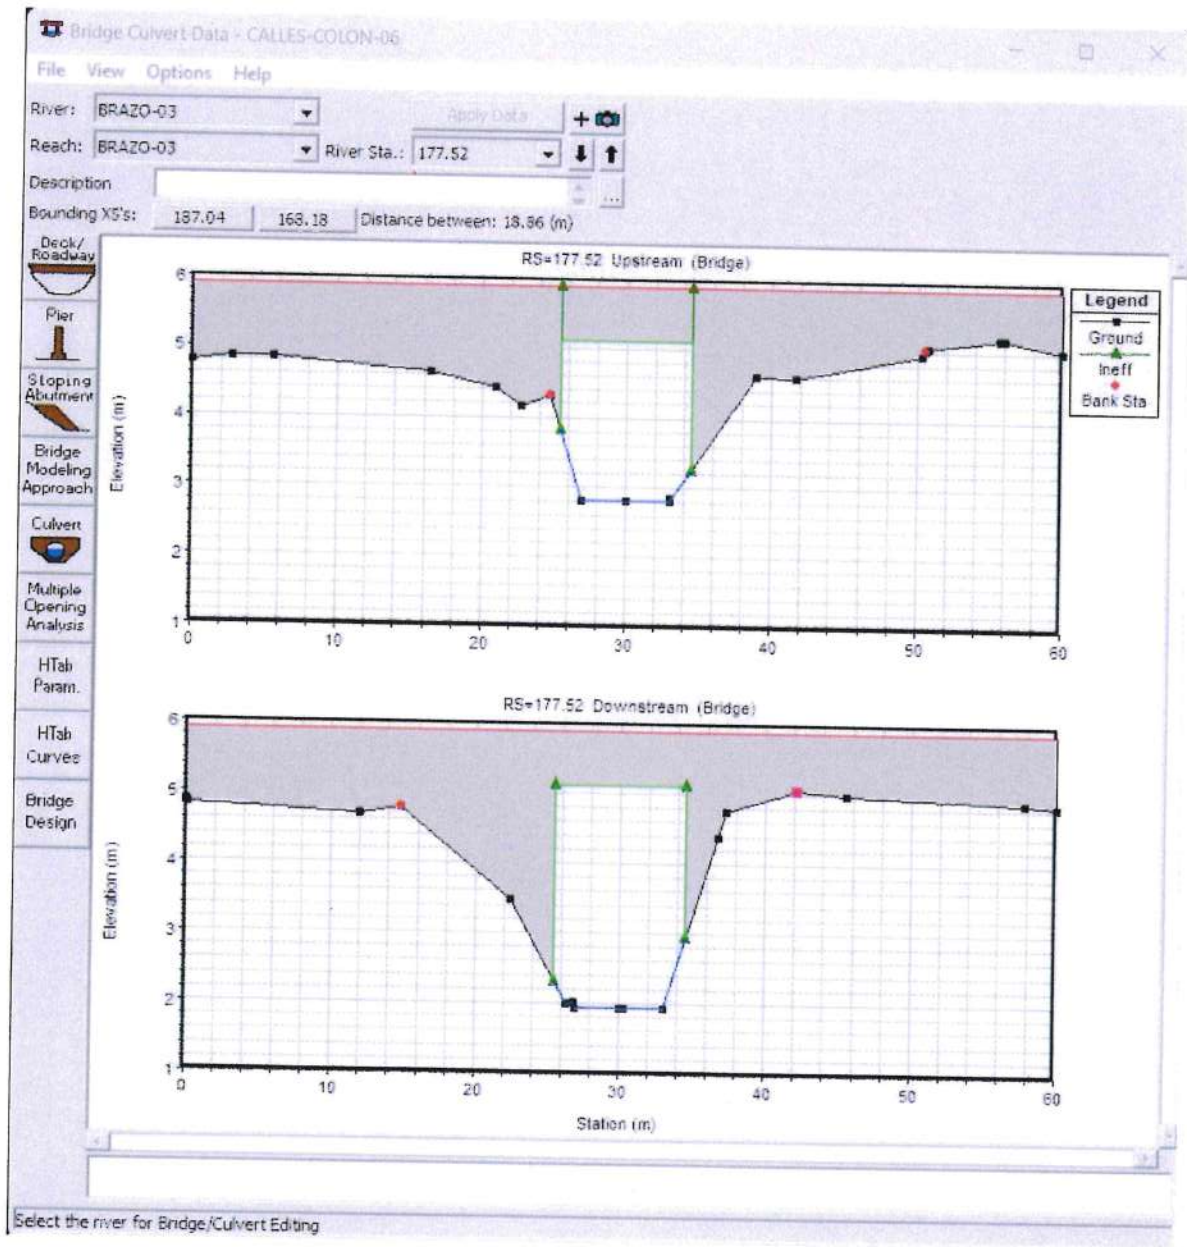 Bridge Culvert Data - CALLES-COLON-06
File View Options Help
River: BRAZO-03 Apply Data +
Reach: BRAZO-03 River Sta.: 177.52
Description ...
Bounding XS's: 187.04 168.18 Distance between: 18.86 (m)
Deck/
Roadway
Pier
Sloping
Abutment
Bridge
Modeling
Approach
Culvert
Multiple
Opening
Analysis
HTab
Param.
HTab
Curves
Bridge
Design
RS=177.52 Upstream (Bridge)
6
5
4
3
2
1
Elevation (m)
0 10 20 30 40 50 60
Legend
Ground
Ineff
Bank Sta
RS=177.52 Downstream (Bridge)
6
5
4
3
2
1
Elevation (m)
0 10 20 30 40 50 60
Station (m)
Select the river for Bridge/Culvert Editing